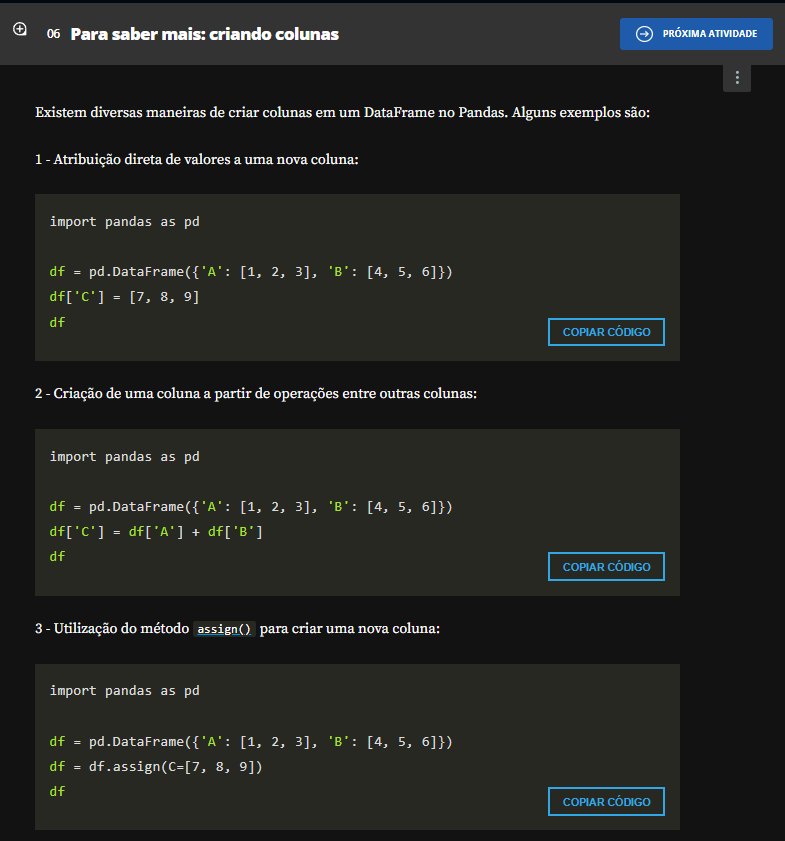 06 Para saber mais: criando colunas
PRÓXIMA ATIVIDADE
Existem diversas maneiras de criar colunas em um DataFrame no Pandas. Alguns exemplos são:
1 - Atribuição direta de valores a uma nova coluna:
import pandas as pd
df = pd.DataFrame({'A': [1, 2, 3], 'B': [4, 5, 6]})
df['C'] = [7, 8, 9]
df
COPIAR CÓDIGO
2 - Criação de uma coluna a partir de operações entre outras colunas:
import pandas as pd
df = pd.DataFrame({'A': [1, 2, 3], 'B': [4, 5, 6]})
df['C'] = df['A'] + df['B']
df
COPIAR CÓDIGO
3 - Utilização do método assign() para criar uma nova coluna:
import pandas as pd
df = pd.DataFrame({'A': [1, 2, 3], 'B': [4, 5, 6]})
df = df.assign(C=[7, 8, 9])
df
COPIAR CÓDIGO